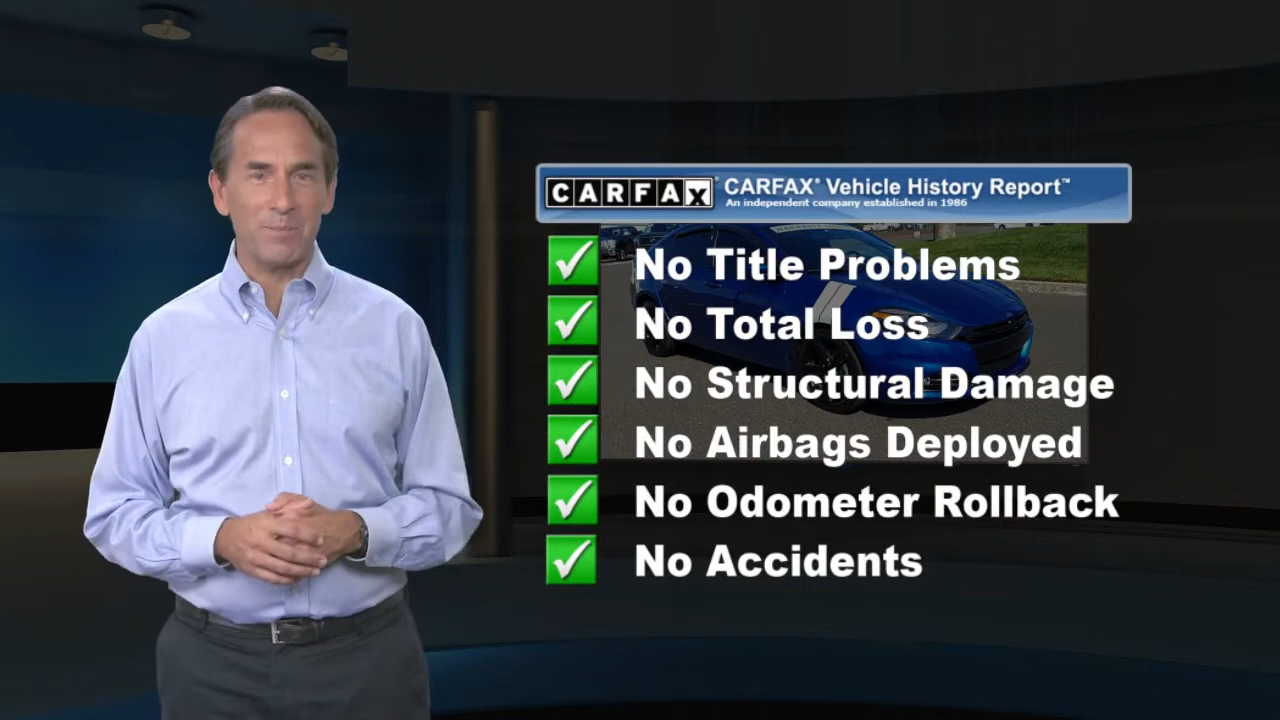 CARFAX CARFAX® Vehicle History Report™
An independent company established in 1986
No Title Problems
No Total Loss
No Structural Damage
No Airbags Deployed
No Odometer Rollback
No Accidents